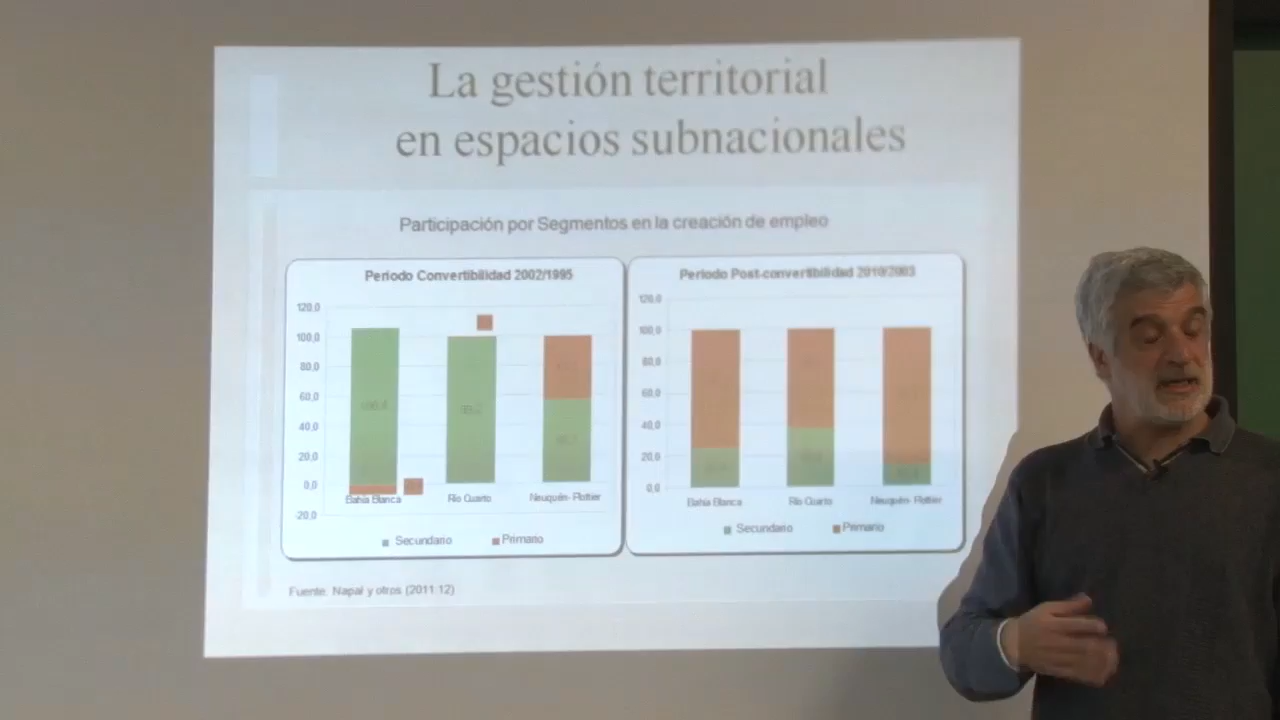 La gestión territorial
en espacios subnacionales
Participación por Segmentos en la creación de empleo
Periodo Convertibilidad 2002/1995
120,0
100,0
80,0
60,0
40,0
20,0
0,0
-20,0
Bahía Blanca
Río Cuarto
Neuquén- Plottier
Secundario
Primario
Periodo Post-convertibilidad 2010/2003
120,0
100,0
80,0
60,0
40,0
20,0
0,0
Bahía Blanca
Río Cuarto
Neuquén- Plottier
Secundario
Primario
Fuente: Napal y otros (2011:12)